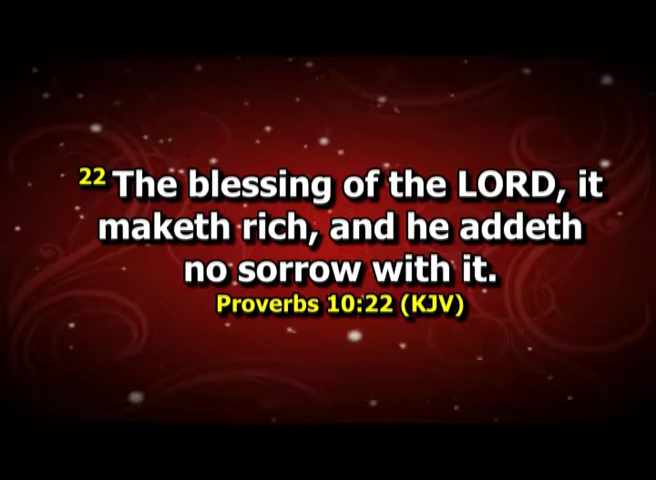 22 The blessing of the LORD, it
maketh rich, and he addeth
no sorrow with it.
Proverbs 10:22 (KJV)